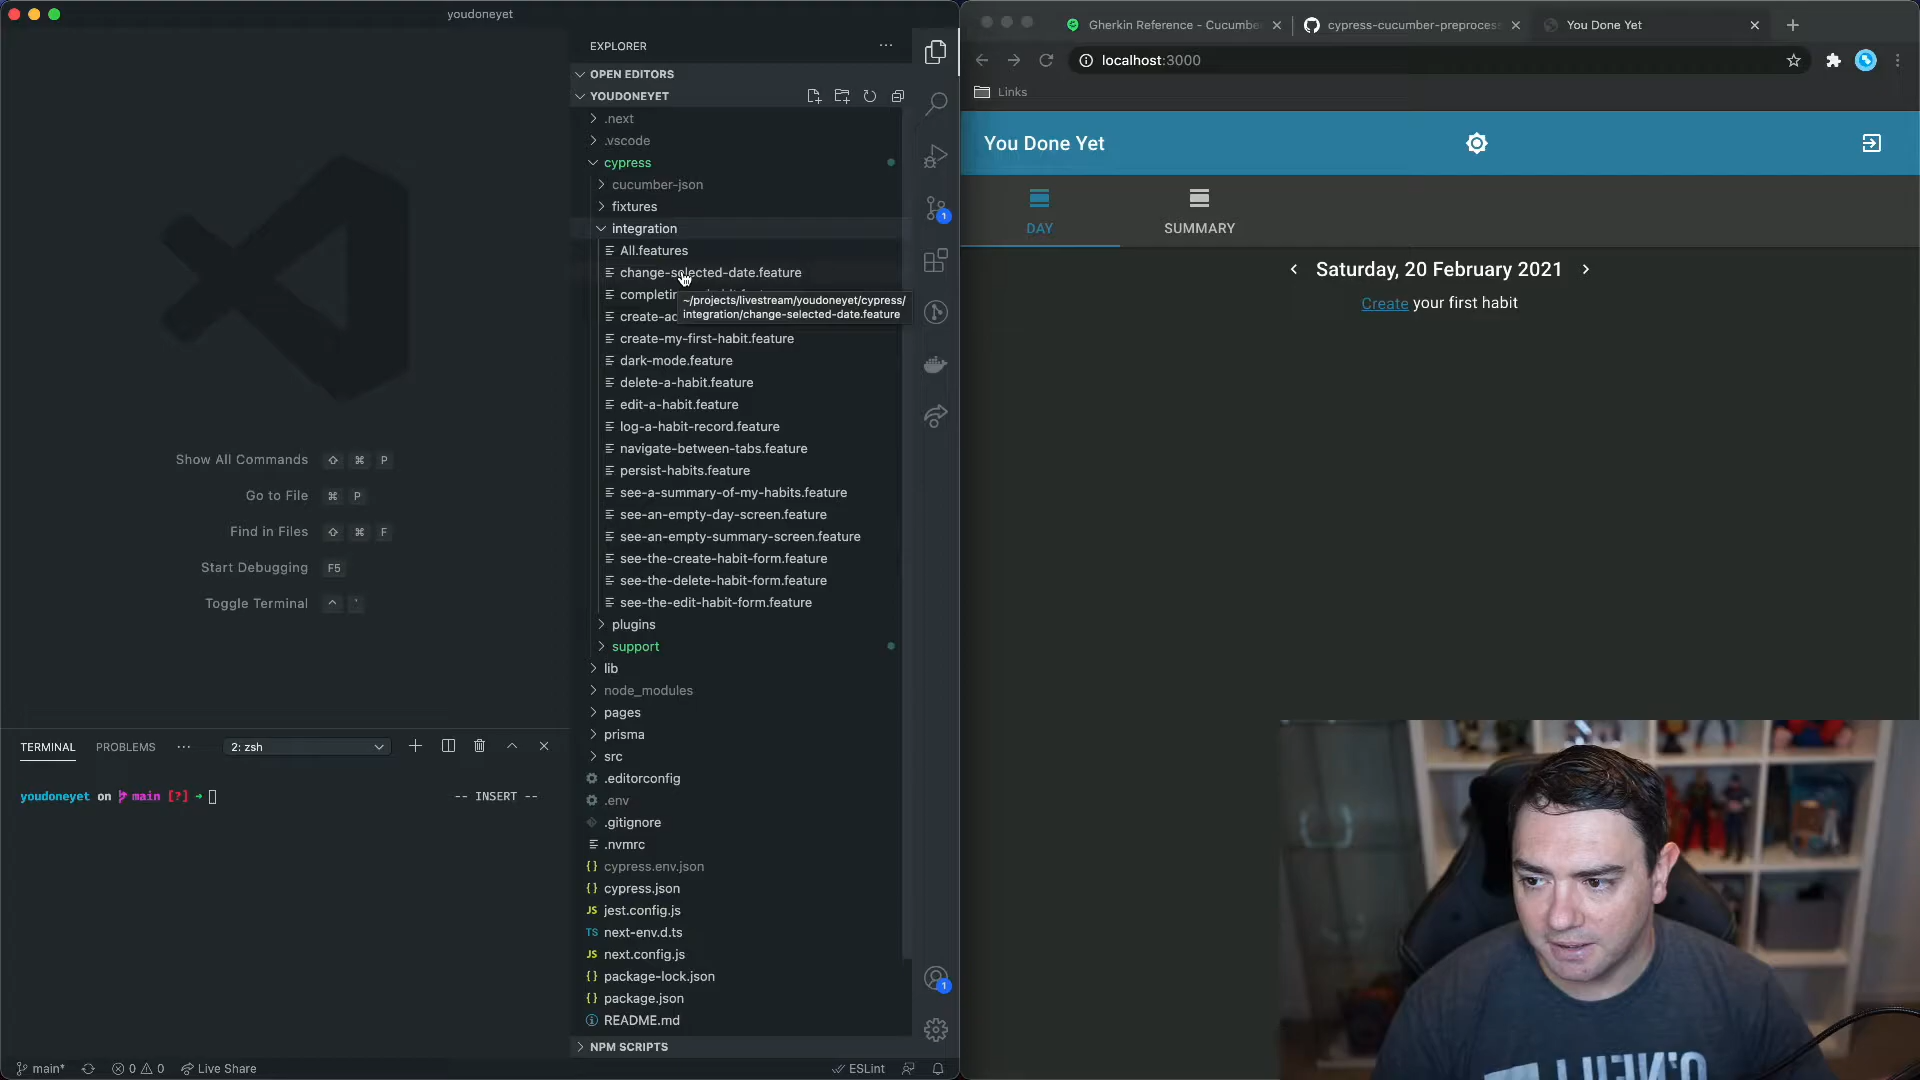 youdoneyet
EXPLORER
OPEN EDITORS
YOUDONEYET
.next
.vscode
cypress
cucumber-json
fixtures
integration
All.features
change-selected-date.feature
~/projects/livestream/youdoneyet/cypress/
integration/change-selected-date.feature
create-my-first-habit.feature
dark-mode.feature
delete-a-habit.feature
edit-a-habit.feature
log-a-habit-record.feature
navigate-between-tabs.feature
persist-habits.feature
see-a-summary-of-my-habits.feature
see-an-empty-day-screen.feature
see-an-empty-summary-screen.feature
see-the-create-habit-form.feature
see-the-delete-habit-form.feature
see-the-edit-habit-form.feature
plugins
support
lib
node_modules
pages
prisma
src
.editorconfig
.env
.gitignore
.nvmrc
{} cypress.env.json
{} cypress.json
JS jest.config.js
TS next-env.d.ts
JS next.config.js
{} package-lock.json
{} package.json
README.md
NPM SCRIPTS
1
1
Show All Commands ⇧ ⌘ P
Go to File ⌘ P
Find in Files ⇧ ⌘ F
Start Debugging F5
Toggle Terminal ^ `
TERMINAL PROBLEMS ··· 2: zsh
youdoneyet on main [?] → -- INSERT --
main* 0 0 Live Share ESLint
Gherkin Reference - Cucumbe
cypress-cucumber-preproces
You Done Yet
localhost:3000
Links
You Done Yet
DAY SUMMARY
Saturday, 20 February 2021
Create your first habit
O'NEILL